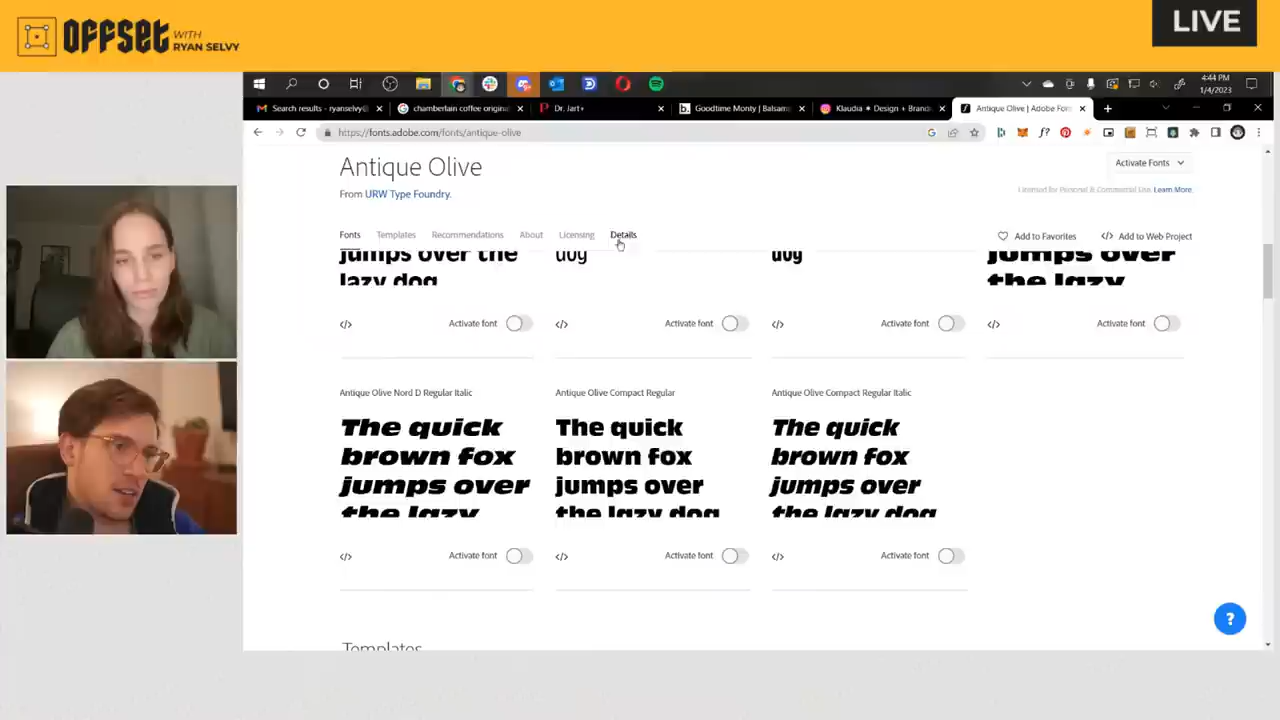 OFFSET
WITH
RYAN SELVY
LIVE
4:44 PM
1/4/2023
Search results - ryanselvy@
chamberlain coffee origina
Dr. Jart+
Goodtime Monty | Balsam
Klaudia ✶ Design + Brand
Antique Olive | Adobe Fon
https://fonts.adobe.com/fonts/antique-olive
Antique Olive
Activate Fonts
From URW Type Foundry.
Licensed for Personal & Commercial Use. Learn More.
Fonts
Templates
Recommendations
About
Licensing
Details
Add to Favorites
</> Add to Web Project
jumps over the
lazy dog
dog
dog
jumps over
the lazy
</> Activate font
</> Activate font
</> Activate font
</> Activate font
Antique Olive Nord D Regular Italic
The quick
brown fox
jumps over
the lazy
</> Activate font
Antique Olive Compact Regular
The quick
brown fox
jumps over
the lazy dog
</> Activate font
Antique Olive Compact Regular Italic
The quick
brown fox
jumps over
the lazy dog
</> Activate font
?
Templates